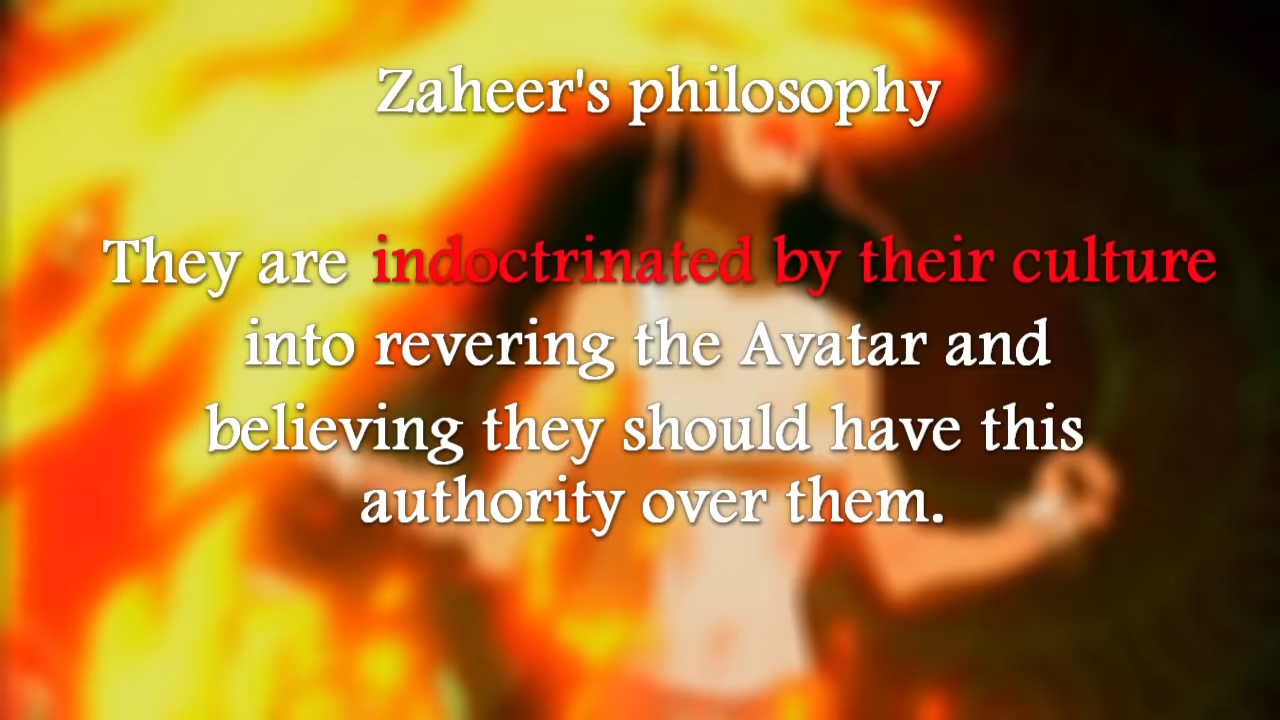 Zaheer's philosophy
They are indoctrinated by their culture
into revering the Avatar and
believing they should have this
authority over them.